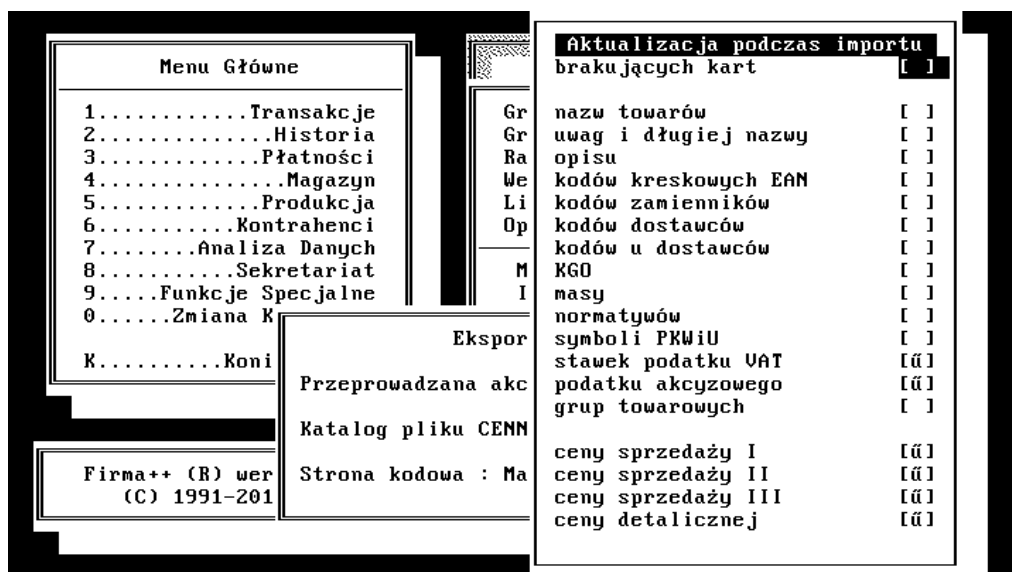 Menu Główne
1.............Transakcje
2..............Historia
3..............Płatności
4................Magazyn
5..............Produkcja
6............Kontrahenci
7........Analiza Danych
8............Sekretariat
9.....Funkcje Specjalne
0......Zmiana K
K..........Koni
Firma++ (R) wer
(C) 1991-201
Gr
Gr
Ra
We
Li
Op
M
I
Ekspor
Przeprowadzana akc
Katalog pliku CENN
Strona kodowa : Ma
Aktualizacja podczas importu
brakujących kart [ ]
nazw towarów [ ]
uwag i długiej nazwy [ ]
opisu [ ]
kodów kreskowych EAN [ ]
kodów zamienników [ ]
kodów dostawców [ ]
kodów u dostawców [ ]
KGO [ ]
masy [ ]
normatywów [ ]
symboli PKWiU [ ]
stawek podatku VAT [ű]
podatku akcyzowego [ű]
grup towarowych [ ]
ceny sprzedaży I [ű]
ceny sprzedaży II [ű]
ceny sprzedaży III [ű]
ceny detalicznej [ű]